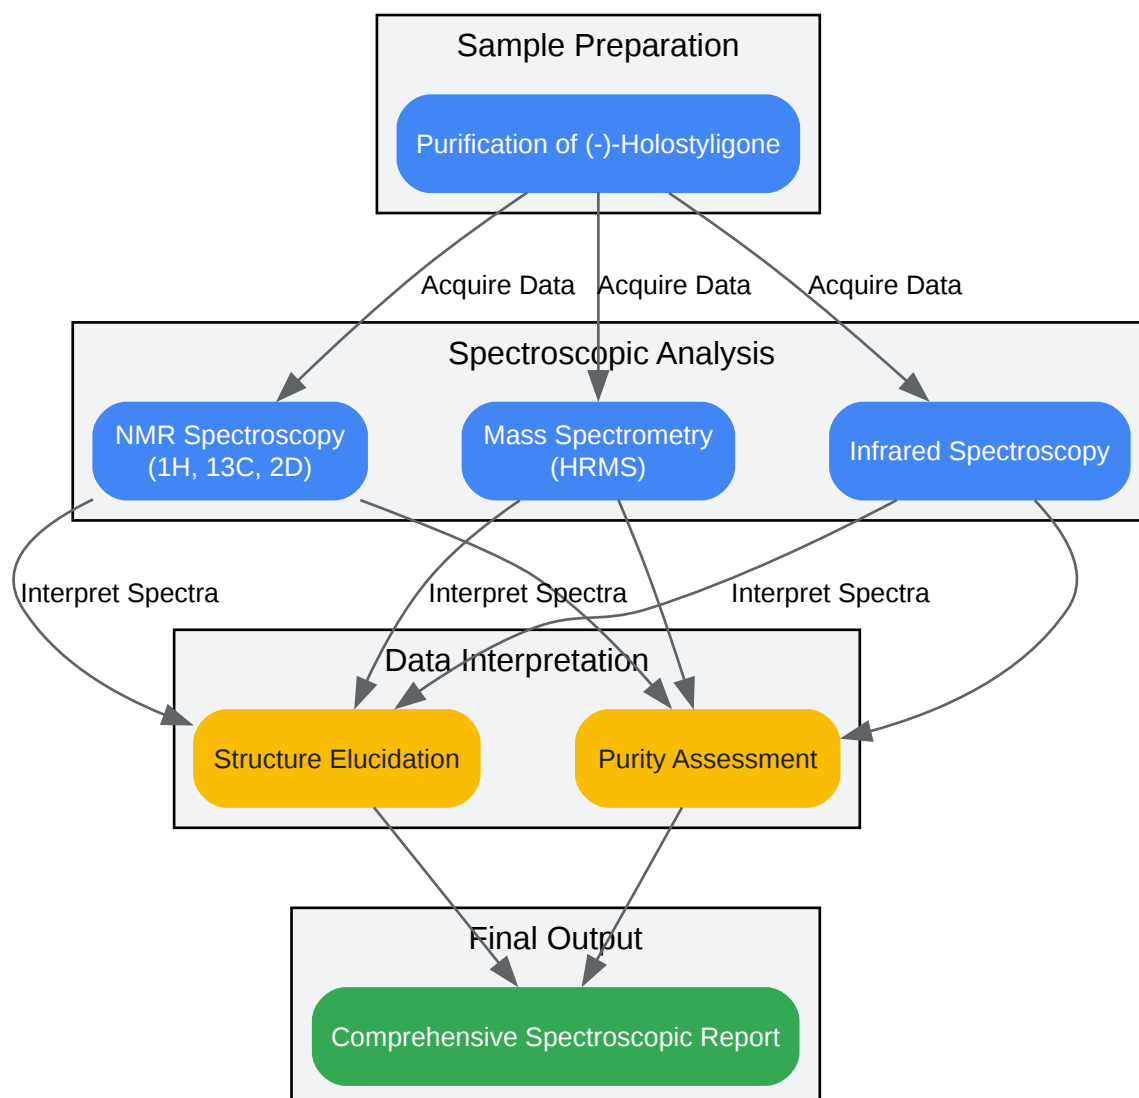 Sample Preparation
Purification of (-)-Holostyligone
Acquire Data
Acquire Data
Acquire Data
Spectroscopic Analysis
NMR Spectroscopy
(1H, 13C, 2D)
Mass Spectrometry
(HRMS)
Infrared Spectroscopy
Interpret Spectra
Interpret Spectra
Interpret Spectra
Data Interpretation
Structure Elucidation
Purity Assessment
Final Output
Comprehensive Spectroscopic Report